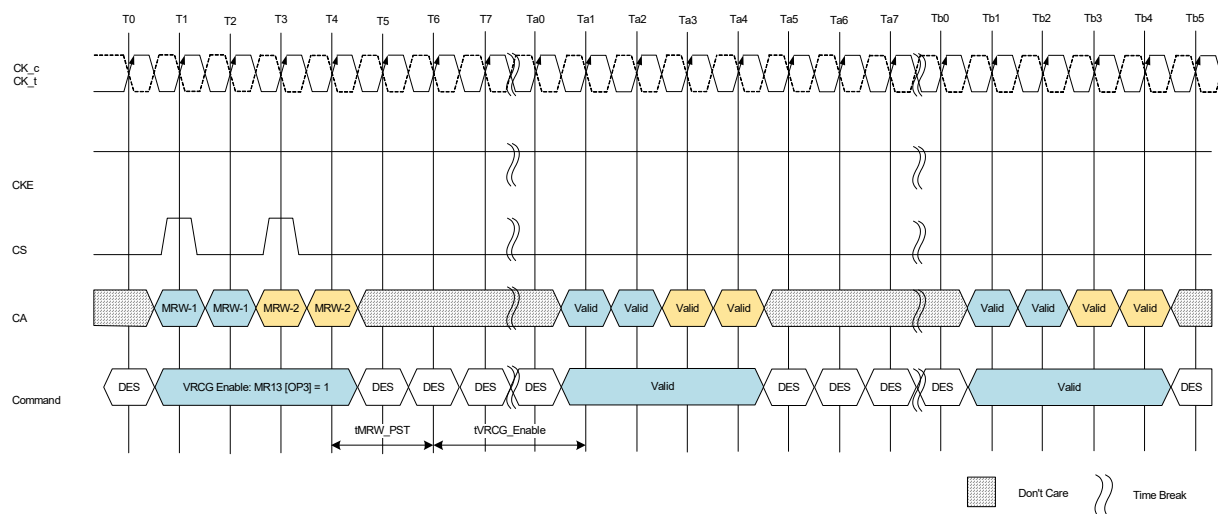 T0 T1 T2 T3 T4 T5 T6 T7 Ta0 Ta1 Ta2 Ta3 Ta4 Ta5 Ta6 Ta7 Tb0 Tb1 Tb2 Tb3 Tb4 Tb5
CK_c
CK_t
CKE
CS
CA MRW-1 MRW-1 MRW-2 MRW-2 Valid Valid Valid Valid Valid Valid Valid Valid
Command DES VRCG Enable: MR13 [OP3] = 1 DES DES DES DES Valid DES DES DES DES Valid DES
tMRW_PST tVRCG_Enable
Don't Care Time Break